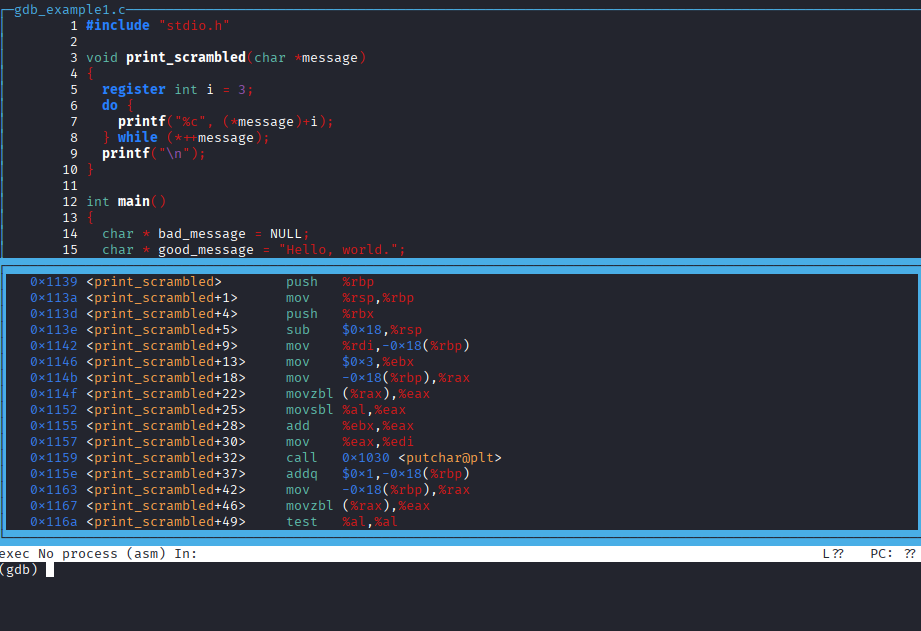 gdb_example1.c
1 #include "stdio.h"
2
3 void print_scrambled(char *message)
4 {
5   register int i = 3;
6   do {
7     printf("%c", (*message)+i);
8   } while (*++message);
9   printf("\n");
10 }
11
12 int main()
13 {
14   char * bad_message = NULL;
15   char * good_message = "Hello, world.";
0x1139 <print_scrambled>        push   %rbp
0x113a <print_scrambled+1>      mov    %rsp,%rbp
0x113d <print_scrambled+4>      push   %rbx
0x113e <print_scrambled+5>      sub    $0x18,%rsp
0x1142 <print_scrambled+9>      mov    %rdi,-0x18(%rbp)
0x1146 <print_scrambled+13>     mov    $0x3,%ebx
0x114b <print_scrambled+18>     mov    -0x18(%rbp),%rax
0x114f <print_scrambled+22>     movzbl (%rax),%eax
0x1152 <print_scrambled+25>     movsbl %al,%eax
0x1155 <print_scrambled+28>     add    %ebx,%eax
0x1157 <print_scrambled+30>     mov    %eax,%edi
0x1159 <print_scrambled+32>     call   0x1030 <putchar@plt>
0x115e <print_scrambled+37>     addq   $0x1,-0x18(%rbp)
0x1163 <print_scrambled+42>     mov    -0x18(%rbp),%rax
0x1167 <print_scrambled+46>     movzbl (%rax),%eax
0x116a <print_scrambled+49>     test   %al,%al
exec No process (asm) In:    L??   PC: ??
(gdb)